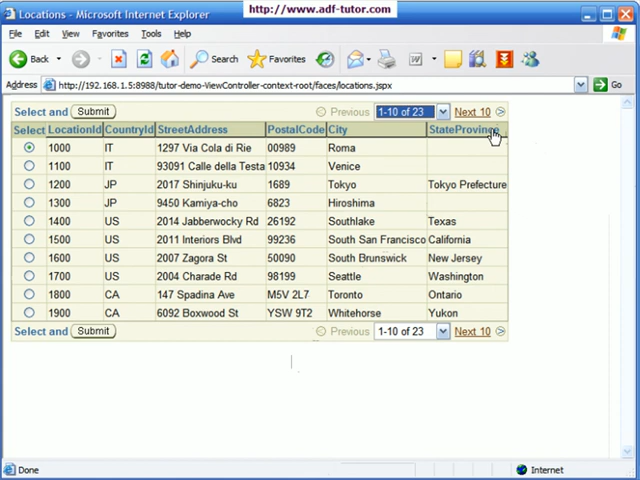 http://www.adf-tutor.com
Locations - Microsoft Internet Explorer
File Edit View Favorites Tools Help
Back Search Favorites
Address http://192.168.1.5:8988/tutor-demo-ViewController-context-root/faces/locations.jspx Go
Select and Submit Previous 1-10 of 23 Next 10
Select LocationId CountryId StreetAddress PostalCode City StateProvince
1000 IT 1297 Via Cola di Rie 00989 Roma
1100 IT 93091 Calle della Testa 10934 Venice
1200 JP 2017 Shinjuku-ku 1689 Tokyo Tokyo Prefecture
1300 JP 9450 Kamiya-cho 6823 Hiroshima
1400 US 2014 Jabberwocky Rd 26192 Southlake Texas
1500 US 2011 Interiors Blvd 99236 South San Francisco California
1600 US 2007 Zagora St 50090 South Brunswick New Jersey
1700 US 2004 Charade Rd 98199 Seattle Washington
1800 CA 147 Spadina Ave M5V 2L7 Toronto Ontario
1900 CA 6092 Boxwood St YSW 9T2 Whitehorse Yukon
Select and Submit Previous 1-10 of 23 Next 10
Done Internet